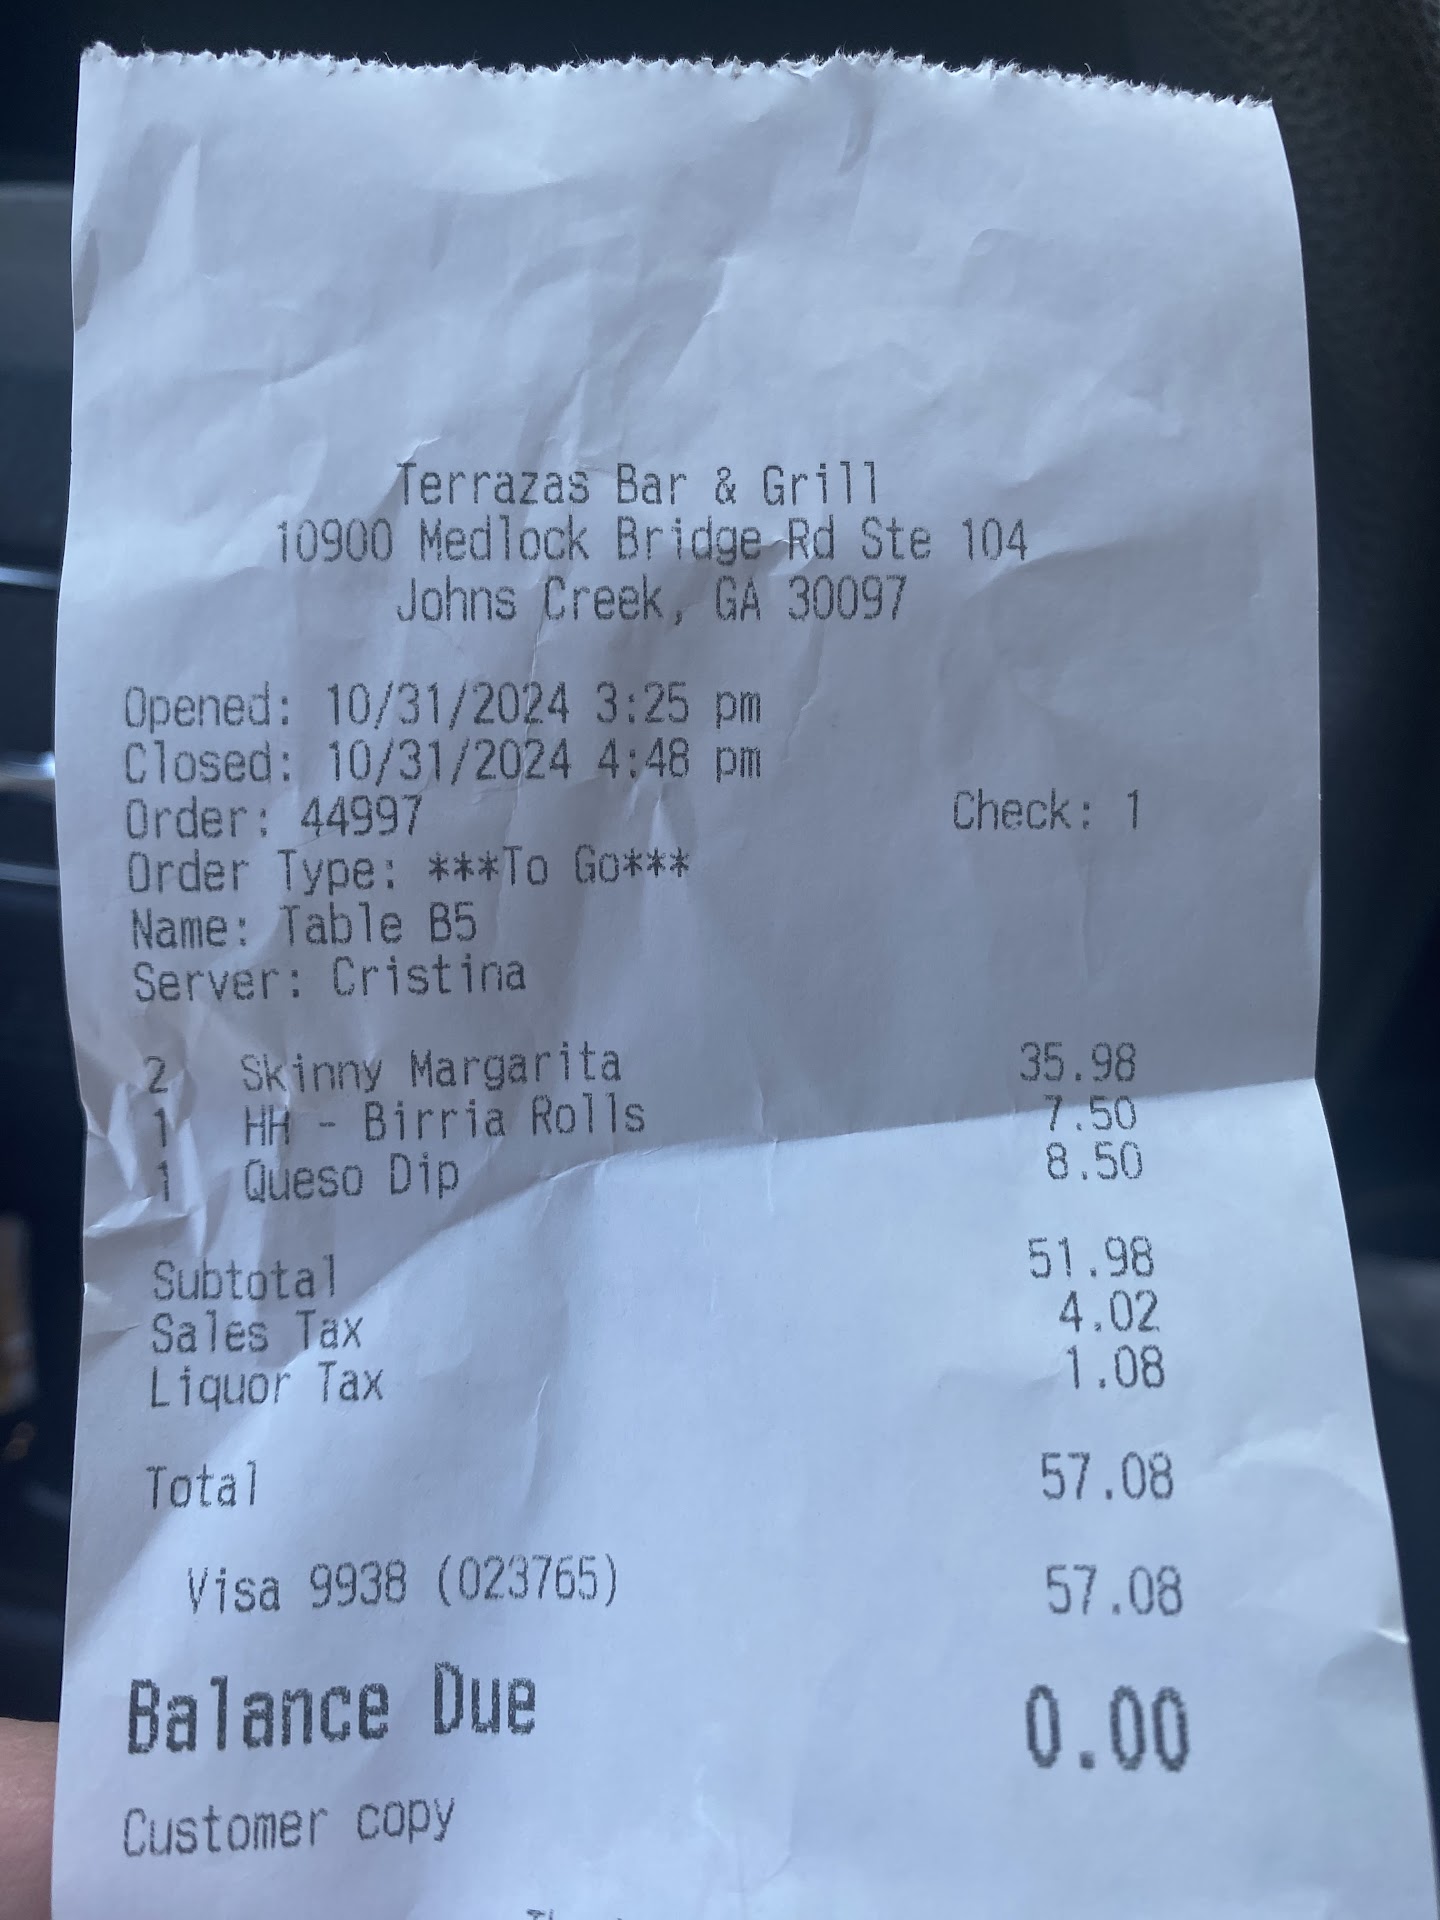 Terrazas Bar & Grill
10900 Medlock Bridge Rd Ste 104
Johns Creek, GA 30097
Opened: 10/31/2024 3:25 pm
Closed: 10/31/2024 4:48 pm
Order: 44997 Check: 1
Order Type: ***To Go***
Name: Table B5
Server: Cristina
2 Skinny Margarita 35.98
1 HH - Birria Rolls 7.50
1 Queso Dip 8.50
Subtotal 51.98
Sales Tax 4.02
Liquor Tax 1.08
Total 57.08
Visa 9938 (023765) 57.08
Balance Due 0.00
Customer copy